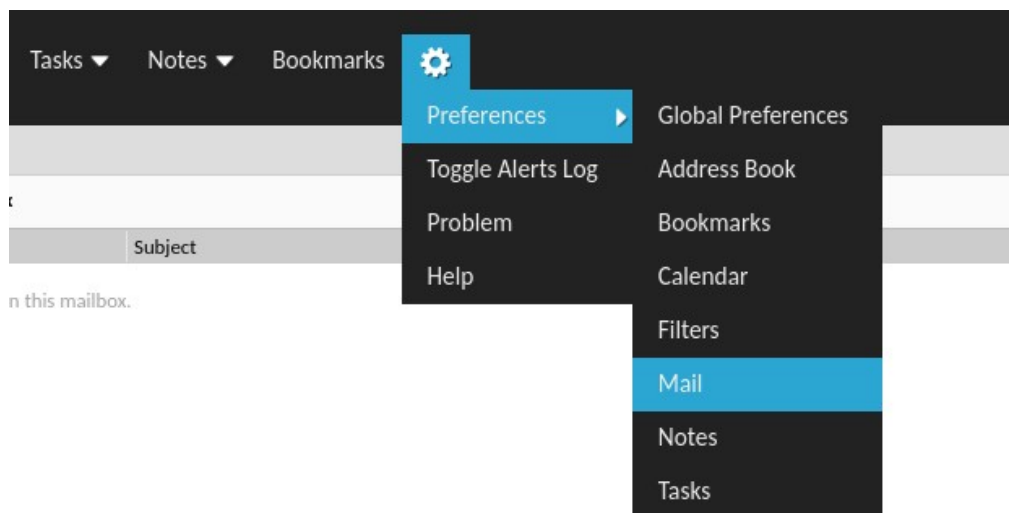 Tasks Notes Bookmarks
Preferences Global Preferences
Toggle Alerts Log Address Book
Problem Bookmarks
Subject
Help Calendar
n this mailbox.
Filters
Mail
Notes
Tasks